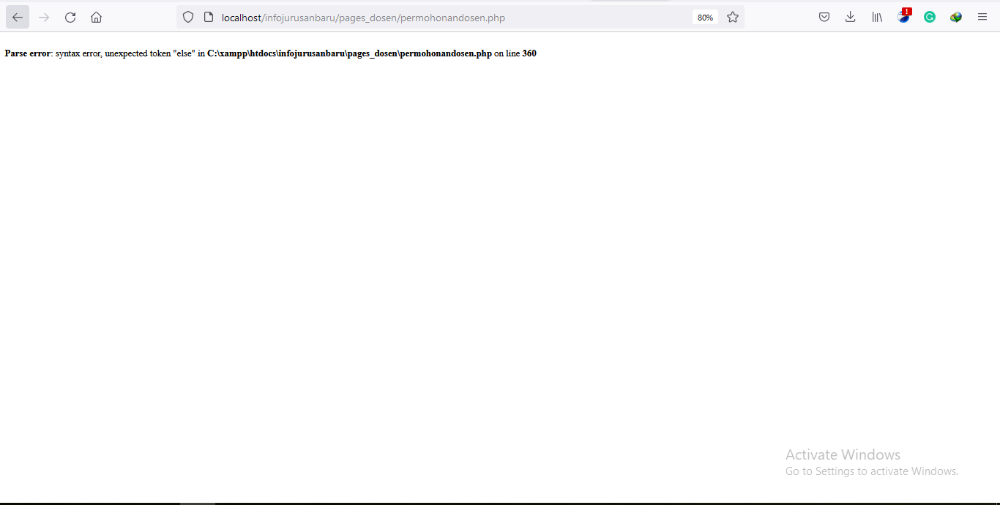 localhost/infojurusanbaru/pages_dosen/permohonandosen.php 80%
Parse error: syntax error, unexpected token "else" in C:\xampp\htdocs\infojurusanbaru\pages_dosen\permohonandosen.php on line 360
Activate Windows
Go to Settings to activate Windows.